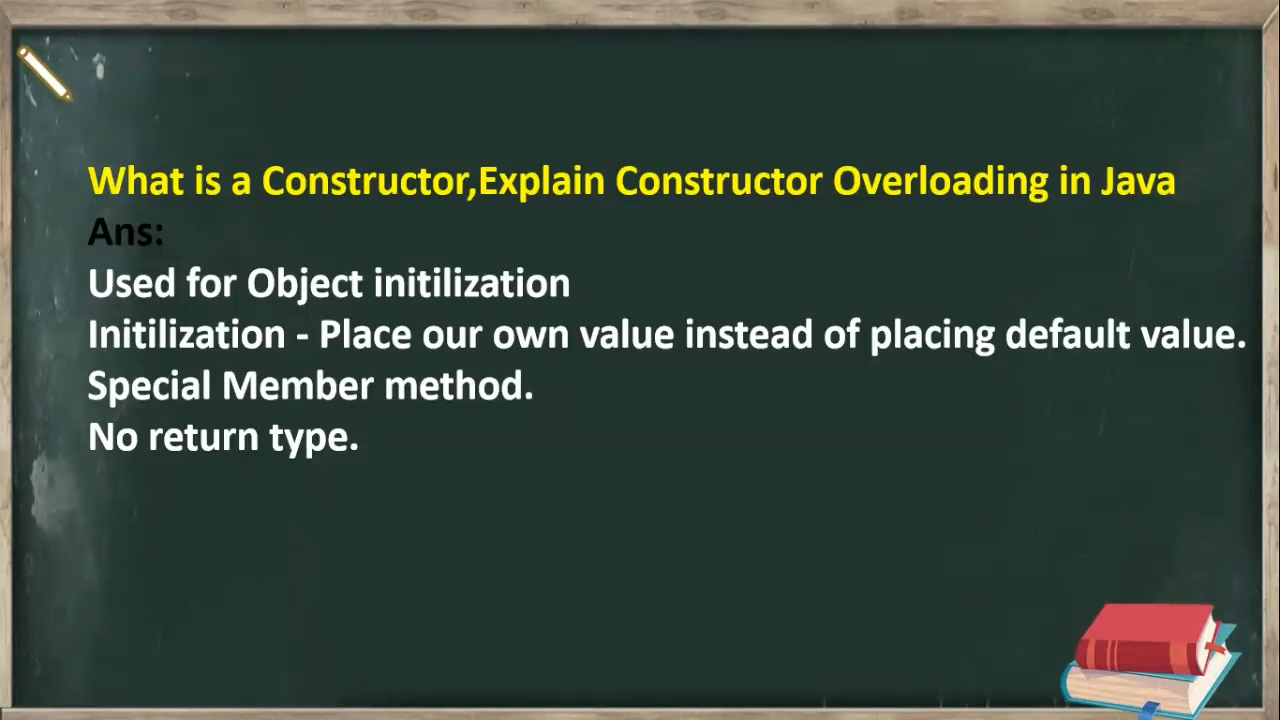 What is a Constructor,Explain Constructor Overloading in Java
Ans:
Used for Object initilization
Initilization - Place our own value instead of placing default value.
Special Member method.
No return type.